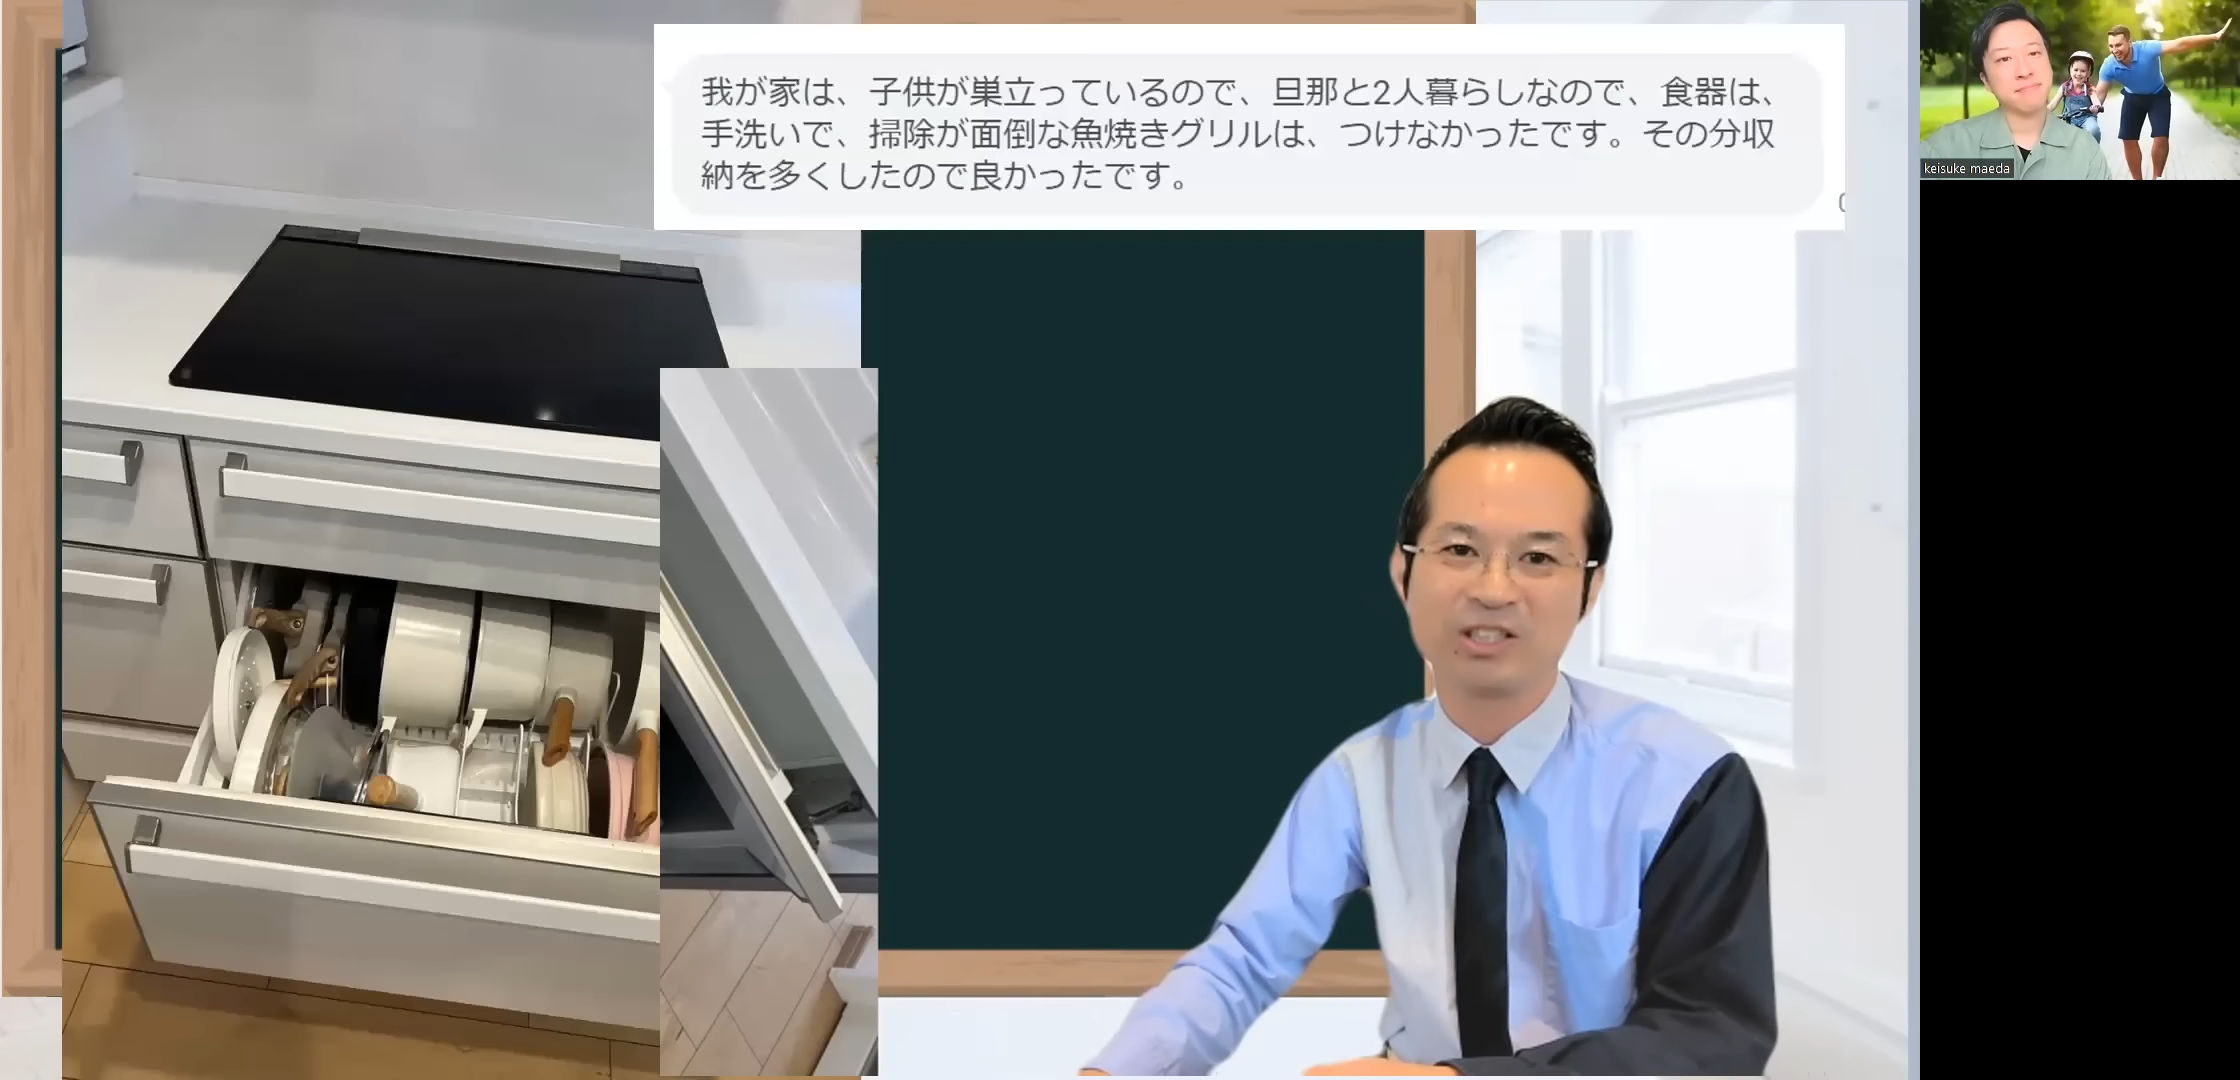 我が家は、子供が巣立っているので、旦那と2人暮らしなので、食器は、
手洗いで、掃除が面倒な魚焼きグリルは、つけなかったです。その分収
納を多くしたので良かったです。
keisuke maeda